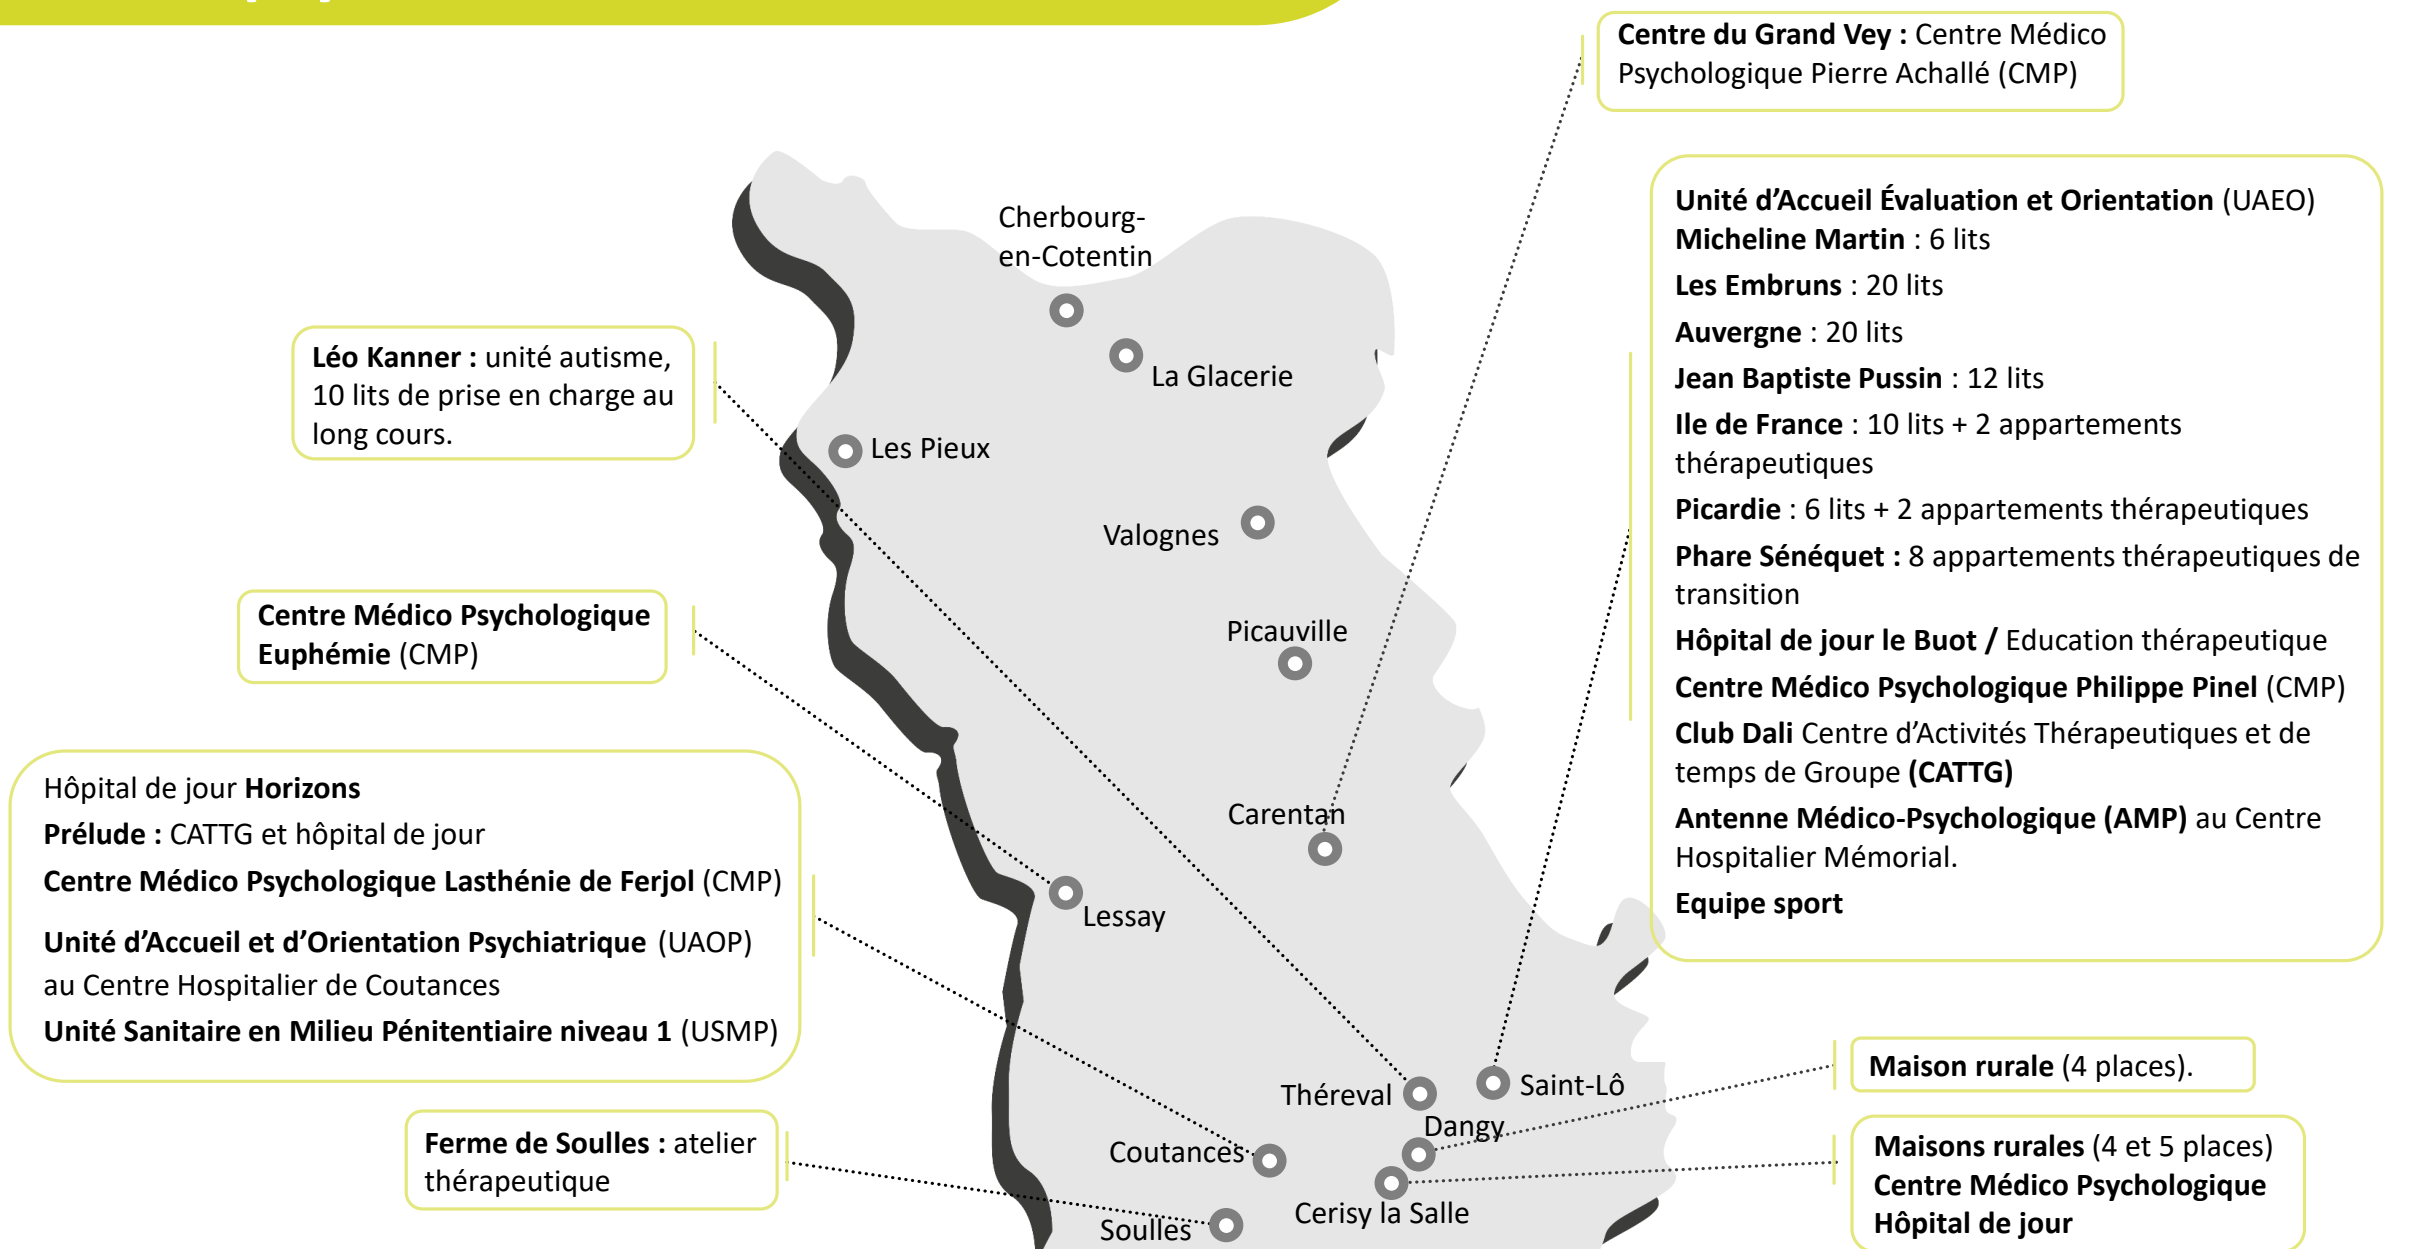 Centre du Grand Vey : Centre Médico
Psychologique Pierre Achallé (CMP)
Unité d’Accueil Évaluation et Orientation (UAEO)
Micheline Martin : 6 lits
Les Embruns : 20 lits
Auvergne : 20 lits
Jean Baptiste Pussin : 12 lits
Ile de France : 10 lits + 2 appartements
thérapeutiques
Picardie : 6 lits + 2 appartements thérapeutiques
Phare Sénéquet : 8 appartements thérapeutiques de
transition
Hôpital de jour le Buot / Education thérapeutique
Centre Médico Psychologique Philippe Pinel (CMP)
Club Dali Centre d’Activités Thérapeutiques et de
temps de Groupe (CATTG)
Antenne Médico-Psychologique (AMP) au Centre
Hospitalier Mémorial.
Equipe sport
Cherbourg-
en-Cotentin
La Glacerie
Les Pieux
Valognes
Picauville
Carentan
Lessay
Théreval
Saint-Lô
Dangy
Coutances
Cerisy la Salle
Soulles
Léo Kanner : unité autisme,
10 lits de prise en charge au
long cours.
Centre Médico Psychologique
Euphémie (CMP)
Hôpital de jour Horizons
Prélude : CATTG et hôpital de jour
Centre Médico Psychologique Lasthénie de Ferjol (CMP)
Unité d’Accueil et d’Orientation Psychiatrique (UAOP)
au Centre Hospitalier de Coutances
Unité Sanitaire en Milieu Pénitentiaire niveau 1 (USMP)
Ferme de Soulles : atelier
thérapeutique
Maison rurale (4 places).
Maisons rurales (4 et 5 places)
Centre Médico Psychologique
Hôpital de jour